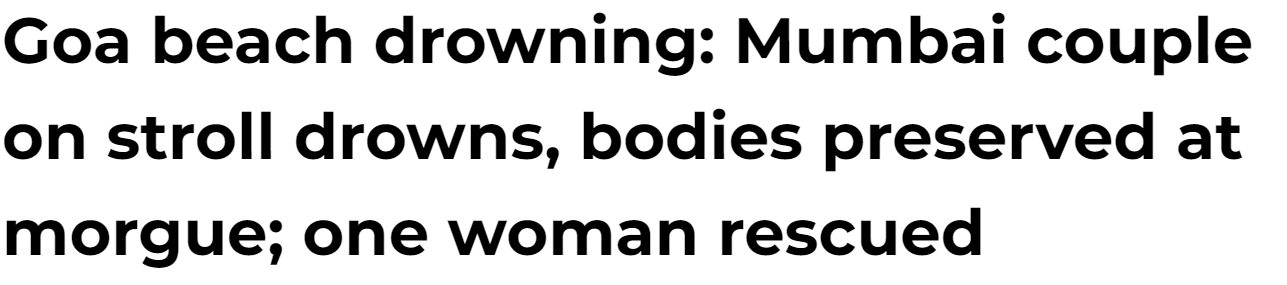 Goa beach drowning: Mumbai couple
on stroll drowns, bodies preserved at
morgue; one woman rescued